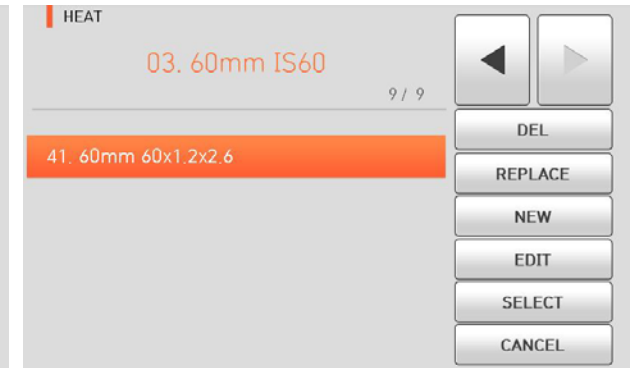 HEAT
03. 60mm IS60
9/ 9
41. 60mm 60x1.2x2.6
DEL
REPLACE
NEW
EDIT
SELECT
CANCEL